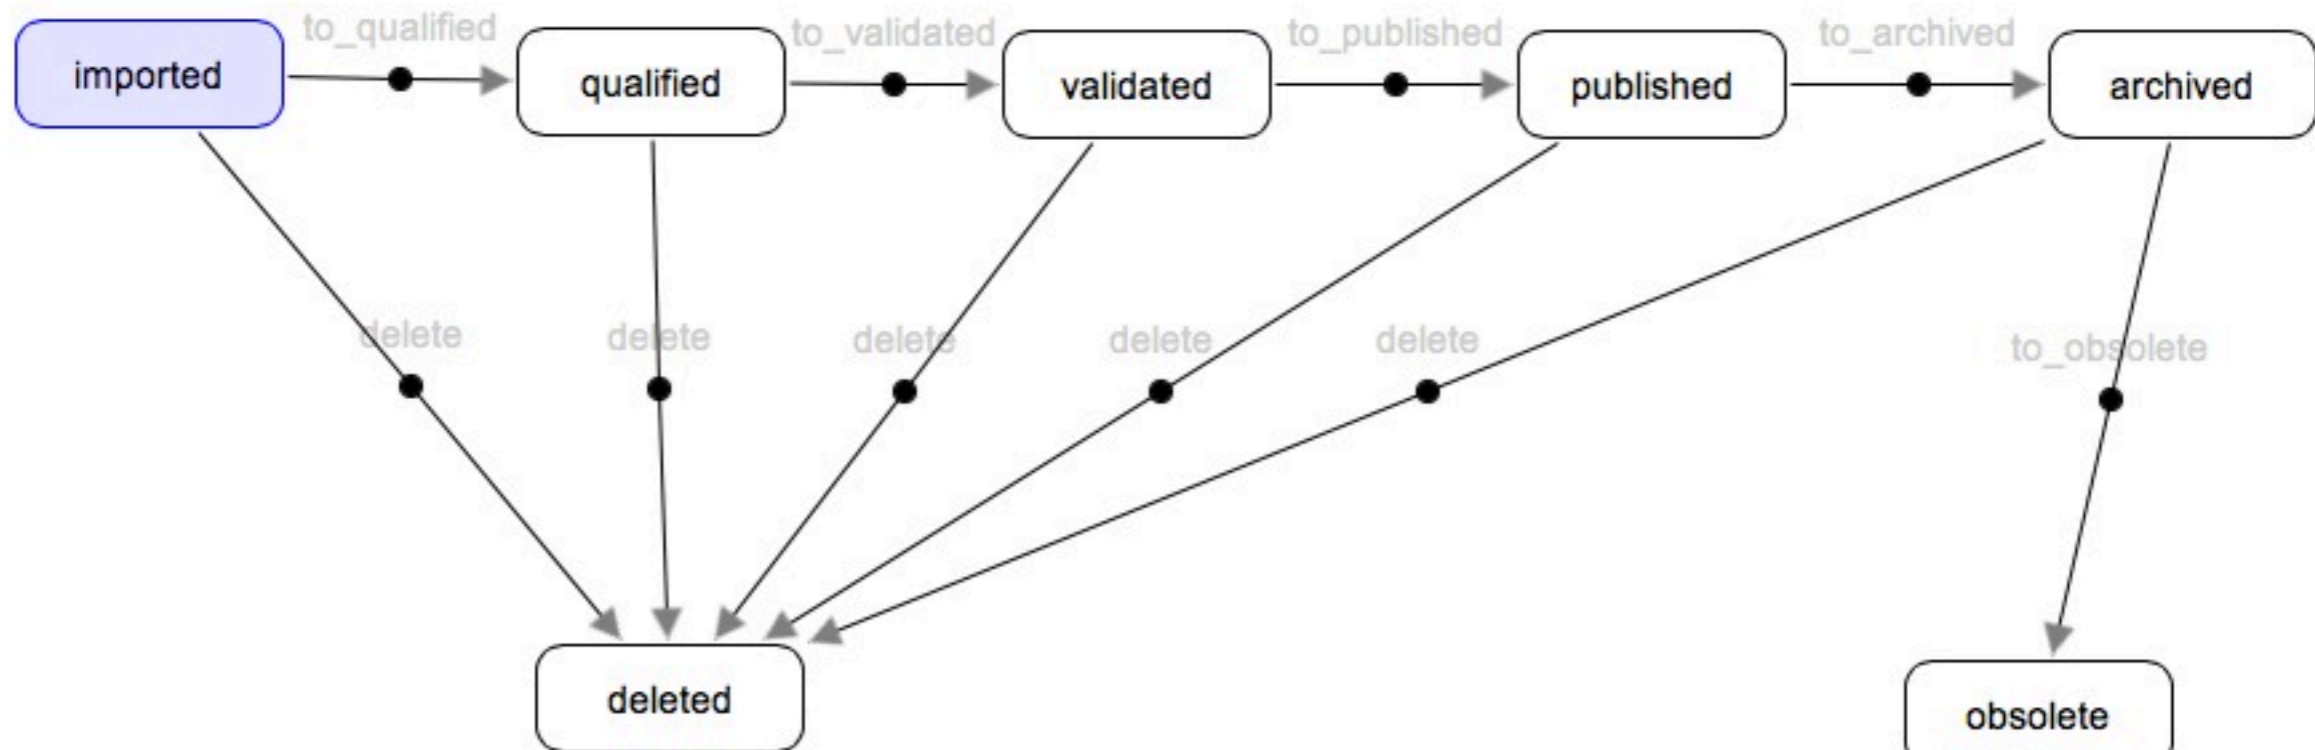 to_qualified
to_validated
to_published
to_archived
imported
qualified
validated
published
archived
delete
delete
delete
delete
delete
to_obsolete
deleted
obsolete